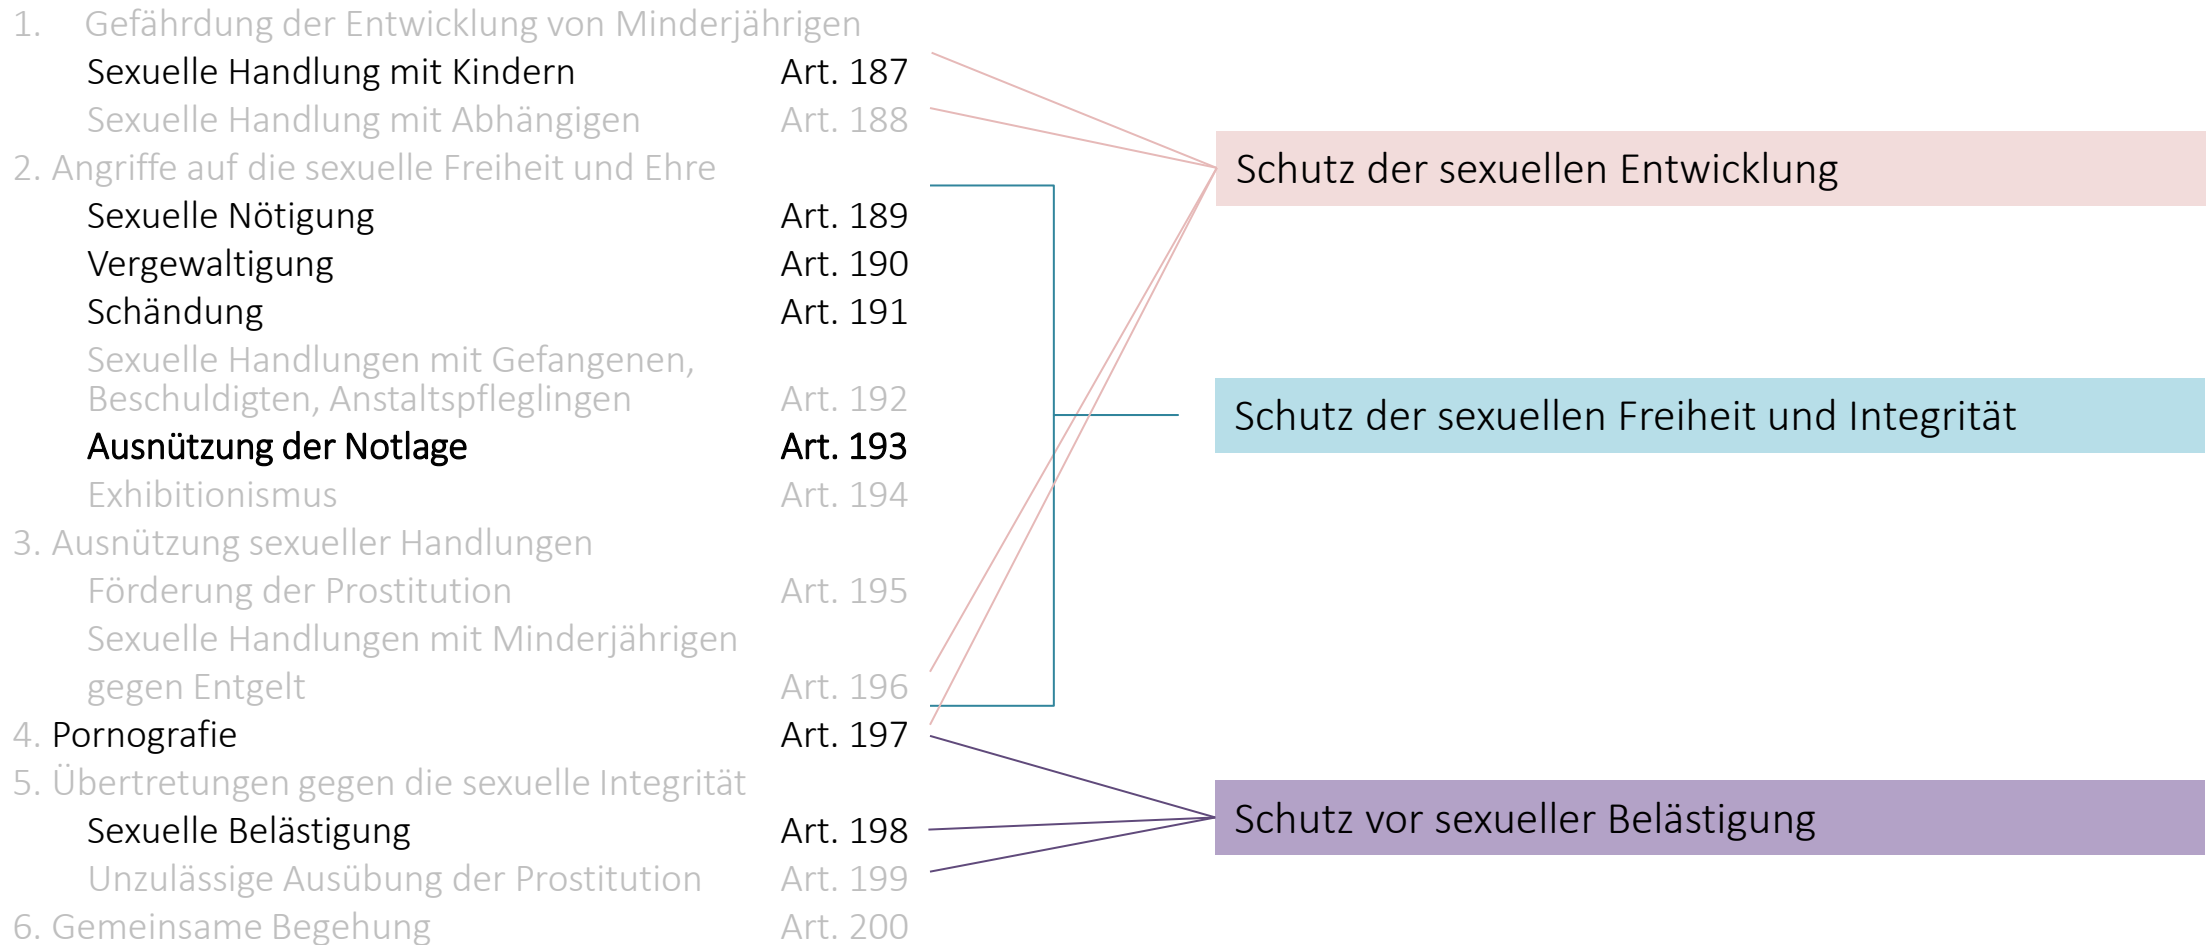 1. Gefährdung der Entwicklung von Minderjährigen
Sexuelle Handlung mit Kindern Art. 187
Sexuelle Handlung mit Abhängigen Art. 188
2. Angriffe auf die sexuelle Freiheit und Ehre
Sexuelle Nötigung Art. 189
Vergewaltigung Art. 190
Schändung Art. 191
Sexuelle Handlungen mit Gefangenen,
Beschuldigten, Anstaltspfleglingen Art. 192
Ausnützung der Notlage Art. 193
Exhibitionismus Art. 194
3. Ausnützung sexueller Handlungen
Förderung der Prostitution Art. 195
Sexuelle Handlungen mit Minderjährigen
gegen Entgelt Art. 196
4. Pornografie Art. 197
5. Übertretungen gegen die sexuelle Integrität
Sexuelle Belästigung Art. 198
Unzulässige Ausübung der Prostitution Art. 199
6. Gemeinsame Begehung Art. 200
Schutz der sexuellen Entwicklung
Schutz der sexuellen Freiheit und Integrität
Schutz vor sexueller Belästigung